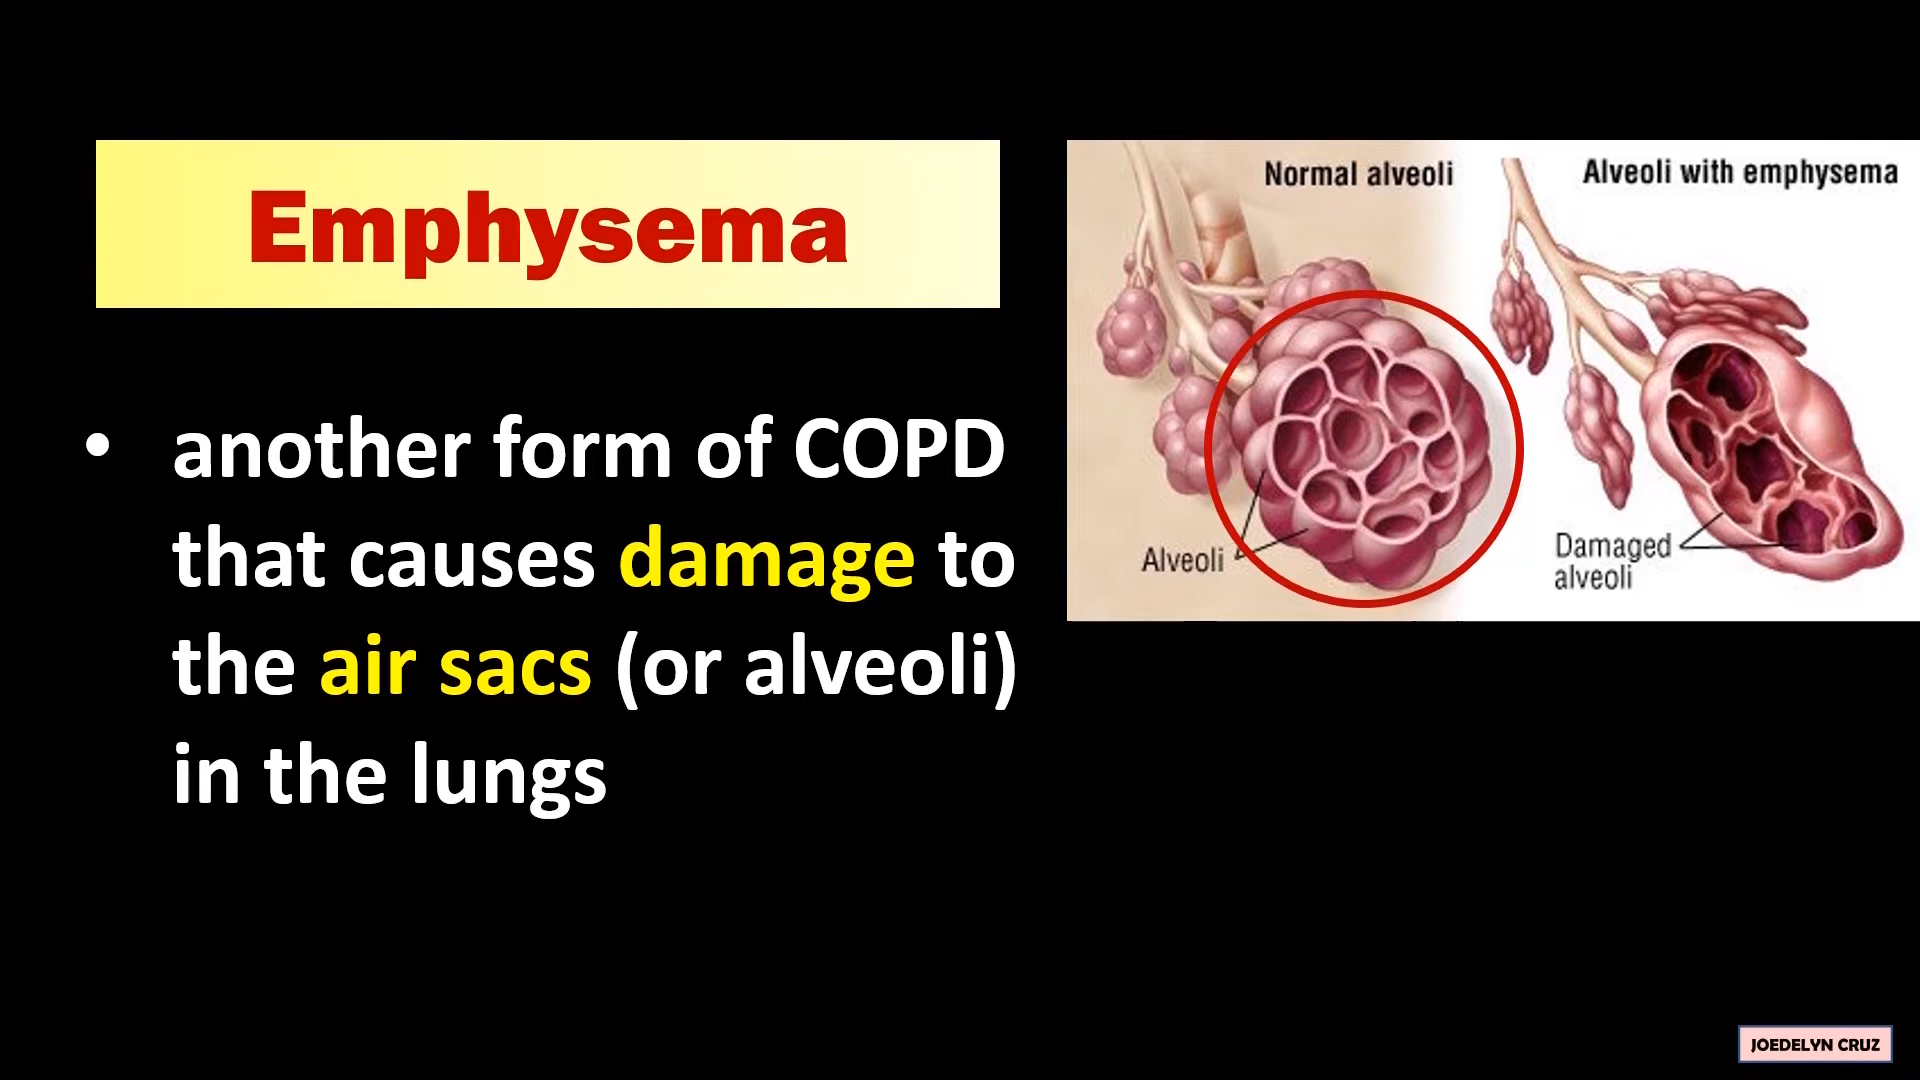 Emphysema
• another form of COPD
that causes damage to
the air sacs (or alveoli)
in the lungs
Normal alveoli
Alveoli with emphysema
Alveoli
Damaged
alveoli
JOEDELYN CRUZ